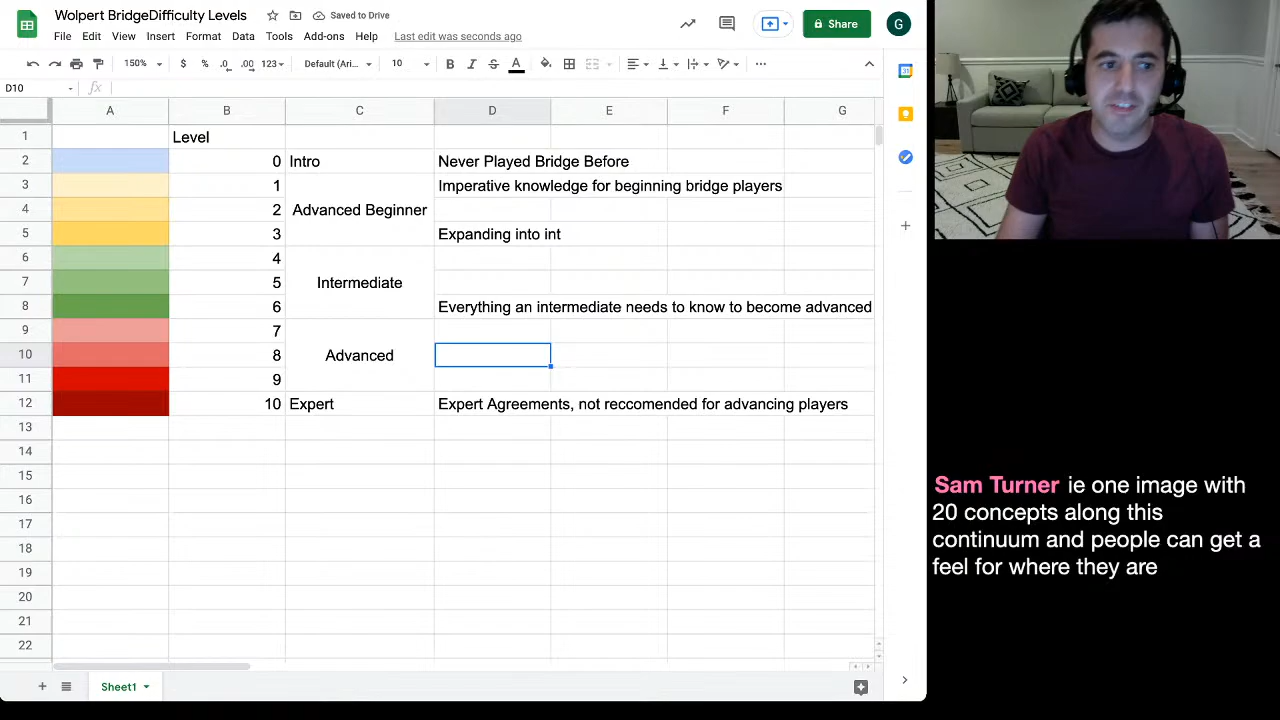 Wolpert BridgeDifficulty Levels
Saved to Drive
File Edit View Insert Format Data Tools Add-ons Help Last edit was seconds ago
Share
G
150% $ % .0 .00 123 Default (Ari... 10 B I S A
31
D10 fx
A B C D E F G
1 Level
2 0 Intro Never Played Bridge Before
3 1 Imperative knowledge for beginning bridge players
4 2 Advanced Beginner
5 3 Expanding into int
6 4
7 5 Intermediate
8 6 Everything an intermediate needs to know to become advanced
9 7
10 8 Advanced
11 9
12 10 Expert Expert Agreements, not reccomended for advancing players
13
14
15
16
17
18
19
20
21
22
Sheet1
Sam Turner ie one image with
20 concepts along this
continuum and people can get a
feel for where they are